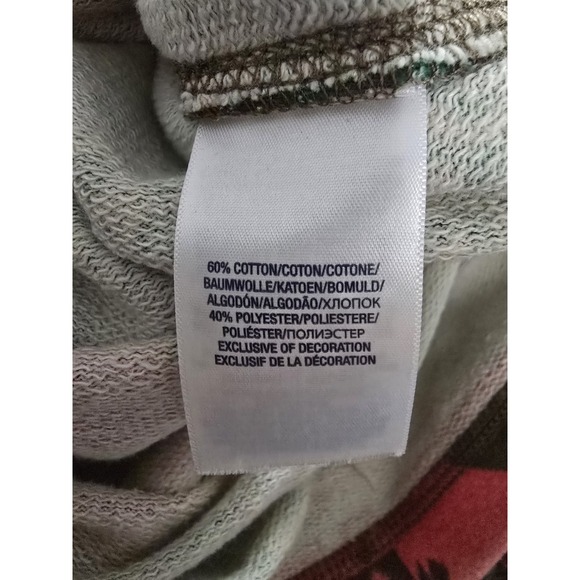 60% COTTON/COTON/COTONE/
BAUMWOLLE/KATOEN/BOMULD/
ALGODÓN/ALGODÃO/ХЛОПОК
40% POLYESTER/POLIESTERE/
POLIÉSTER/ПОЛИЭСТЕР
EXCLUSIVE OF DECORATION
EXCLUSIF DE LA DÉCORATION